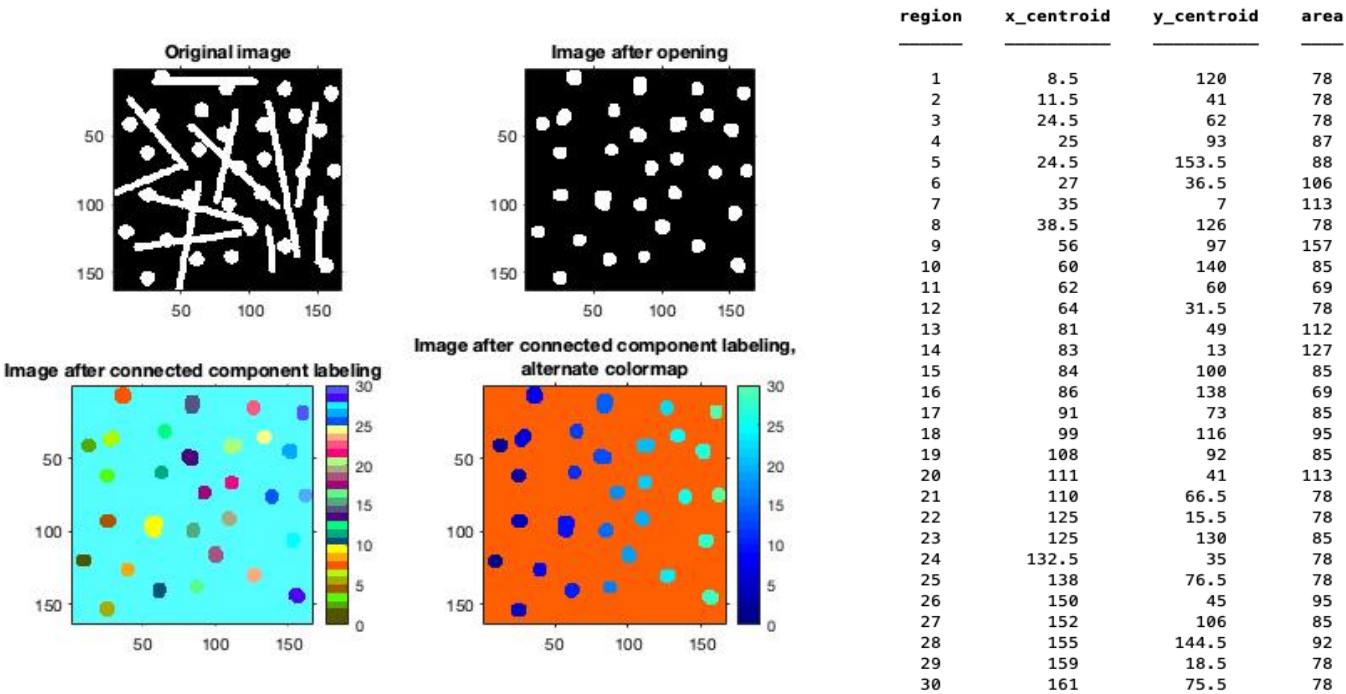 Original image
50
100
150
50 100 150
Image after opening
50
100
150
50 100 150
Image after connected component labeling
50
100
150
50 100 150
30
25
20
15
10
5
0
Image after connected component labeling,
alternate colormap
50
100
150
50 100 150
30
25
20
15
10
5
0
region x_centroid y_centroid area
1 8.5 120 78
2 11.5 41 78
3 24.5 62 78
4 25 93 87
5 24.5 153.5 88
6 27 36.5 106
7 35 7 113
8 38.5 126 78
9 56 97 157
10 60 140 85
11 62 60 69
12 64 31.5 78
13 81 49 112
14 83 13 127
15 84 100 85
16 86 138 69
17 91 73 85
18 99 116 95
19 108 92 85
20 111 41 113
21 110 66.5 78
22 125 15.5 78
23 125 130 85
24 132.5 35 78
25 138 76.5 78
26 150 45 95
27 152 106 85
28 155 144.5 92
29 159 18.5 78
30 161 75.5 78